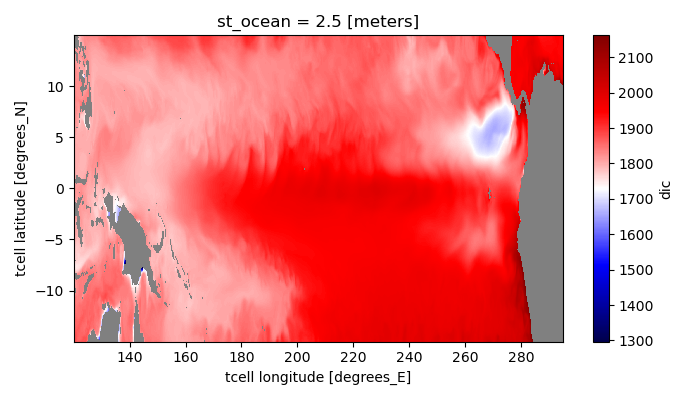 st_ocean = 2.5 [meters]
10
5
0
−5
−10
tcell latitude [degrees_N]
140 160 180 200 220 240 260 280
tcell longitude [degrees_E]
2100
2000
1900
1800
1700
1600
1500
1400
1300
dic